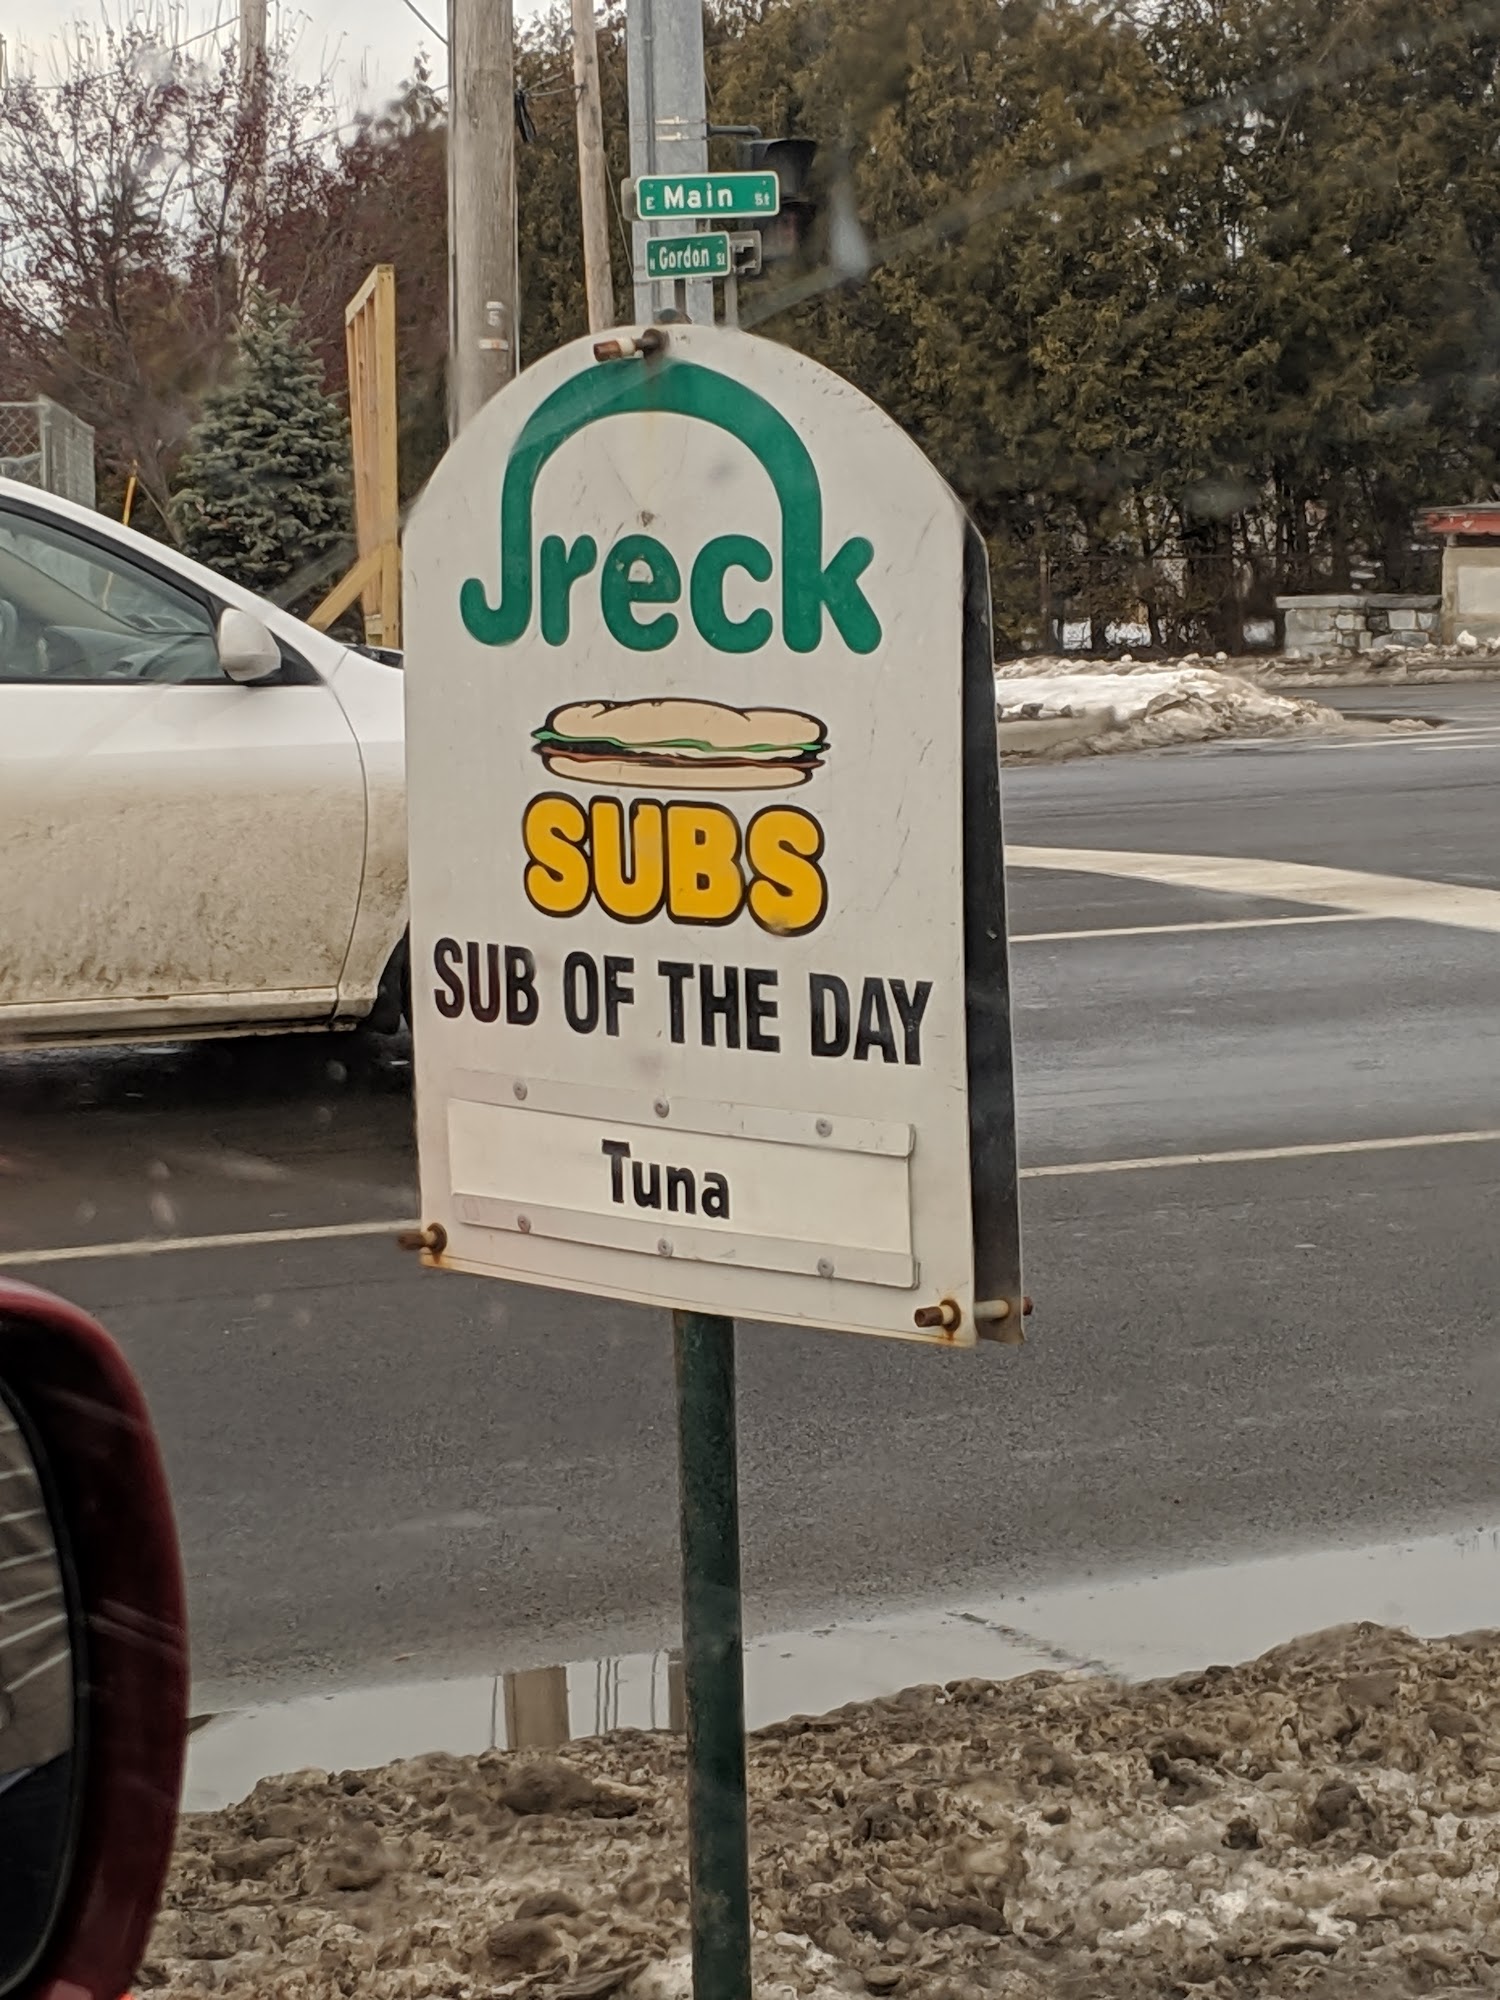 E Main St
N Gordon St
Jreck
SUBS
SUB OF THE DAY
Tuna